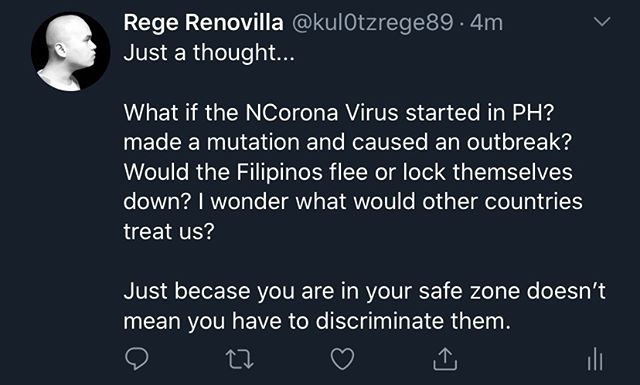 Rege Renovilla @kul0tzrege89 · 4m
Just a thought...
What if the NCorona Virus started in PH?
made a mutation and caused an outbreak?
Would the Filipinos flee or lock themselves
down? I wonder what would other countries
treat us?
Just becase you are in your safe zone doesn't
mean you have to discriminate them.